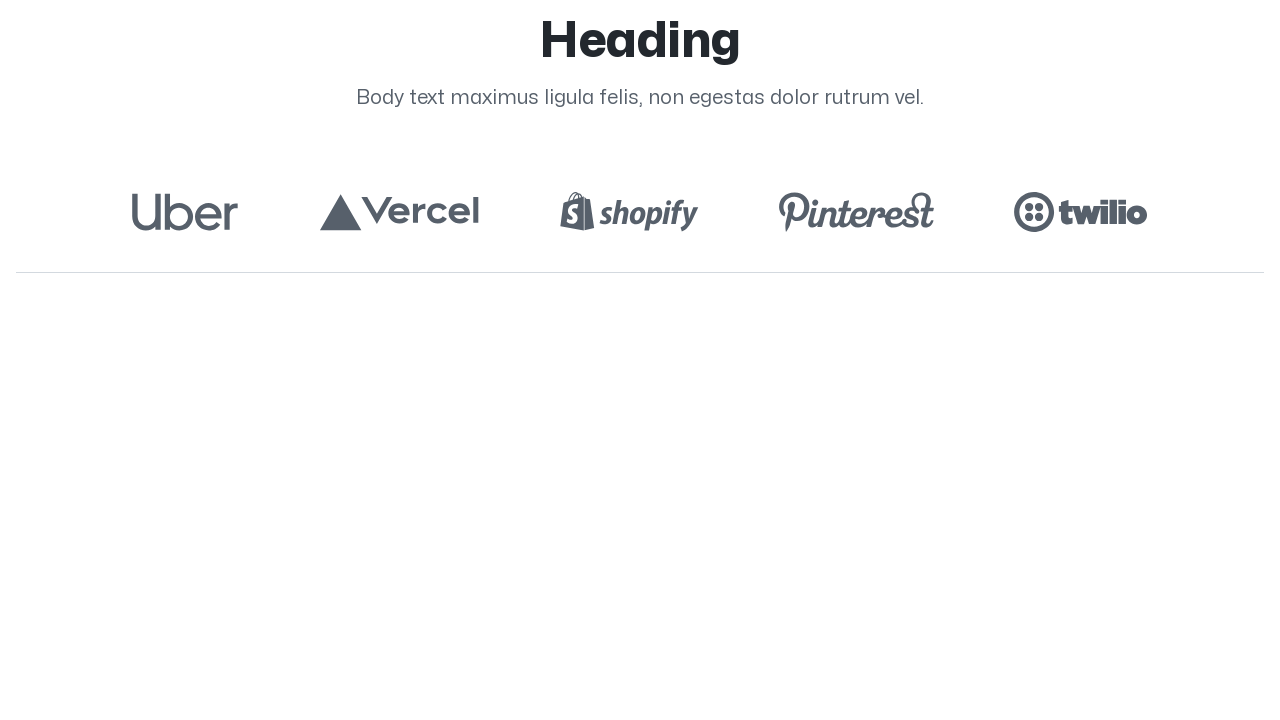 Heading
Body text maximus ligula felis, non egestas dolor rutrum vel.
Uber Vercel shopify Pinterest twilio